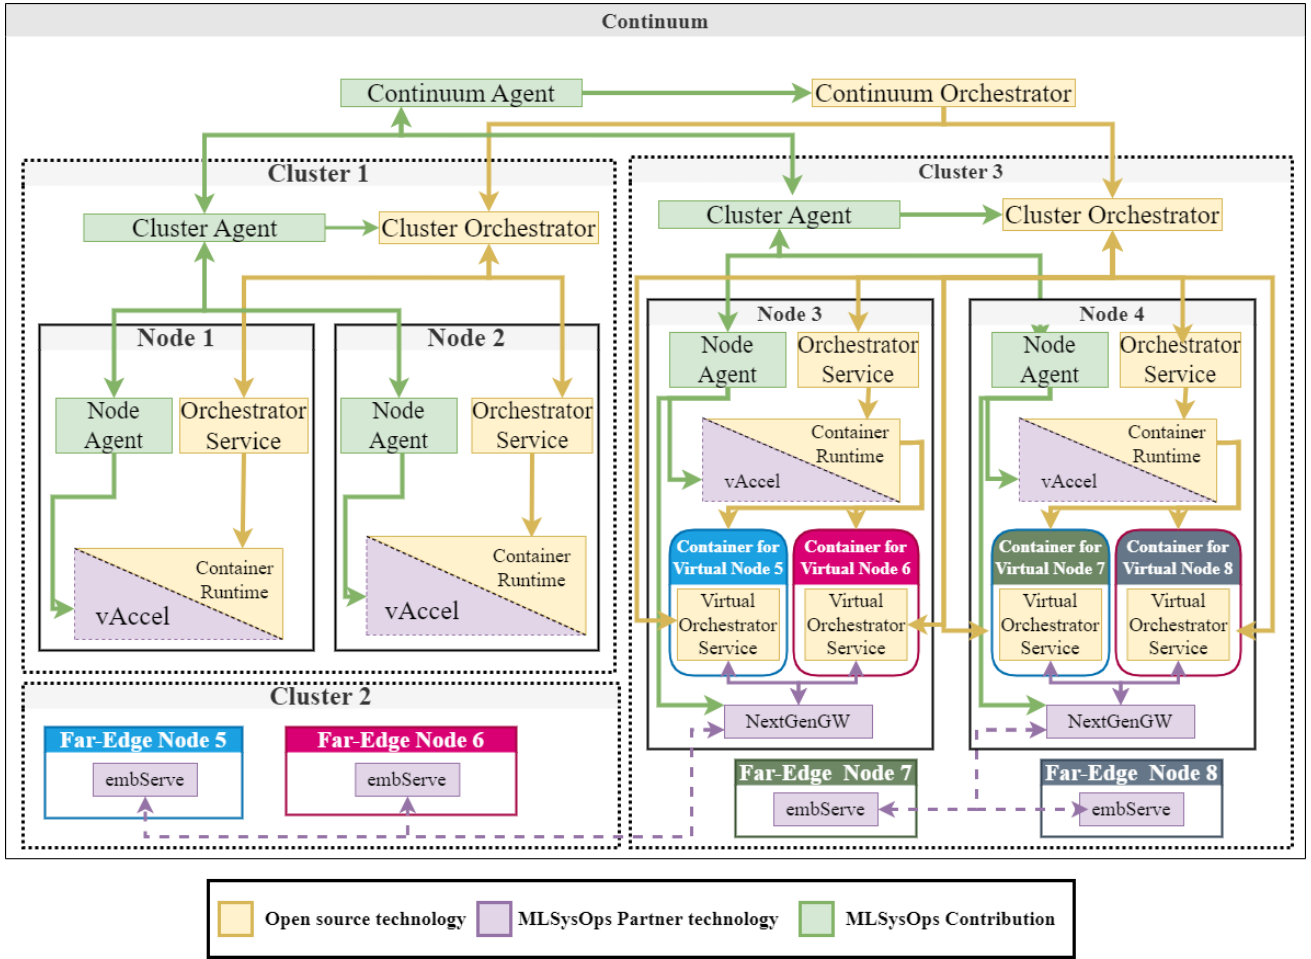 Continuum
Continuum Agent
Continuum Orchestrator
Cluster 1
Cluster Agent
Cluster Orchestrator
Node 1
Node
Agent
Orchestrator
Service
Container
Runtime
vAccel
Node 2
Node
Agent
Orchestrator
Service
Container
Runtime
vAccel
Cluster 2
Far-Edge Node 5
embServe
Far-Edge Node 6
embServe
Cluster 3
Cluster Agent
Cluster Orchestrator
Node 3
Node
Agent
Orchestrator
Service
Container
Runtime
vAccel
Container for
Virtual Node 5
Virtual
Orchestrator
Service
Container for
Virtual Node 6
Virtual
Orchestrator
Service
NextGenGW
Node 4
Node
Agent
Orchestrator
Service
Container
Runtime
vAccel
Container for
Virtual Node 7
Virtual
Orchestrator
Service
Container for
Virtual Node 8
Virtual
Orchestrator
Service
NextGenGW
Far-Edge Node 7
embServe
Far-Edge Node 8
embServe
Open source technology
MLSysOps Partner technology
MLSysOps Contribution